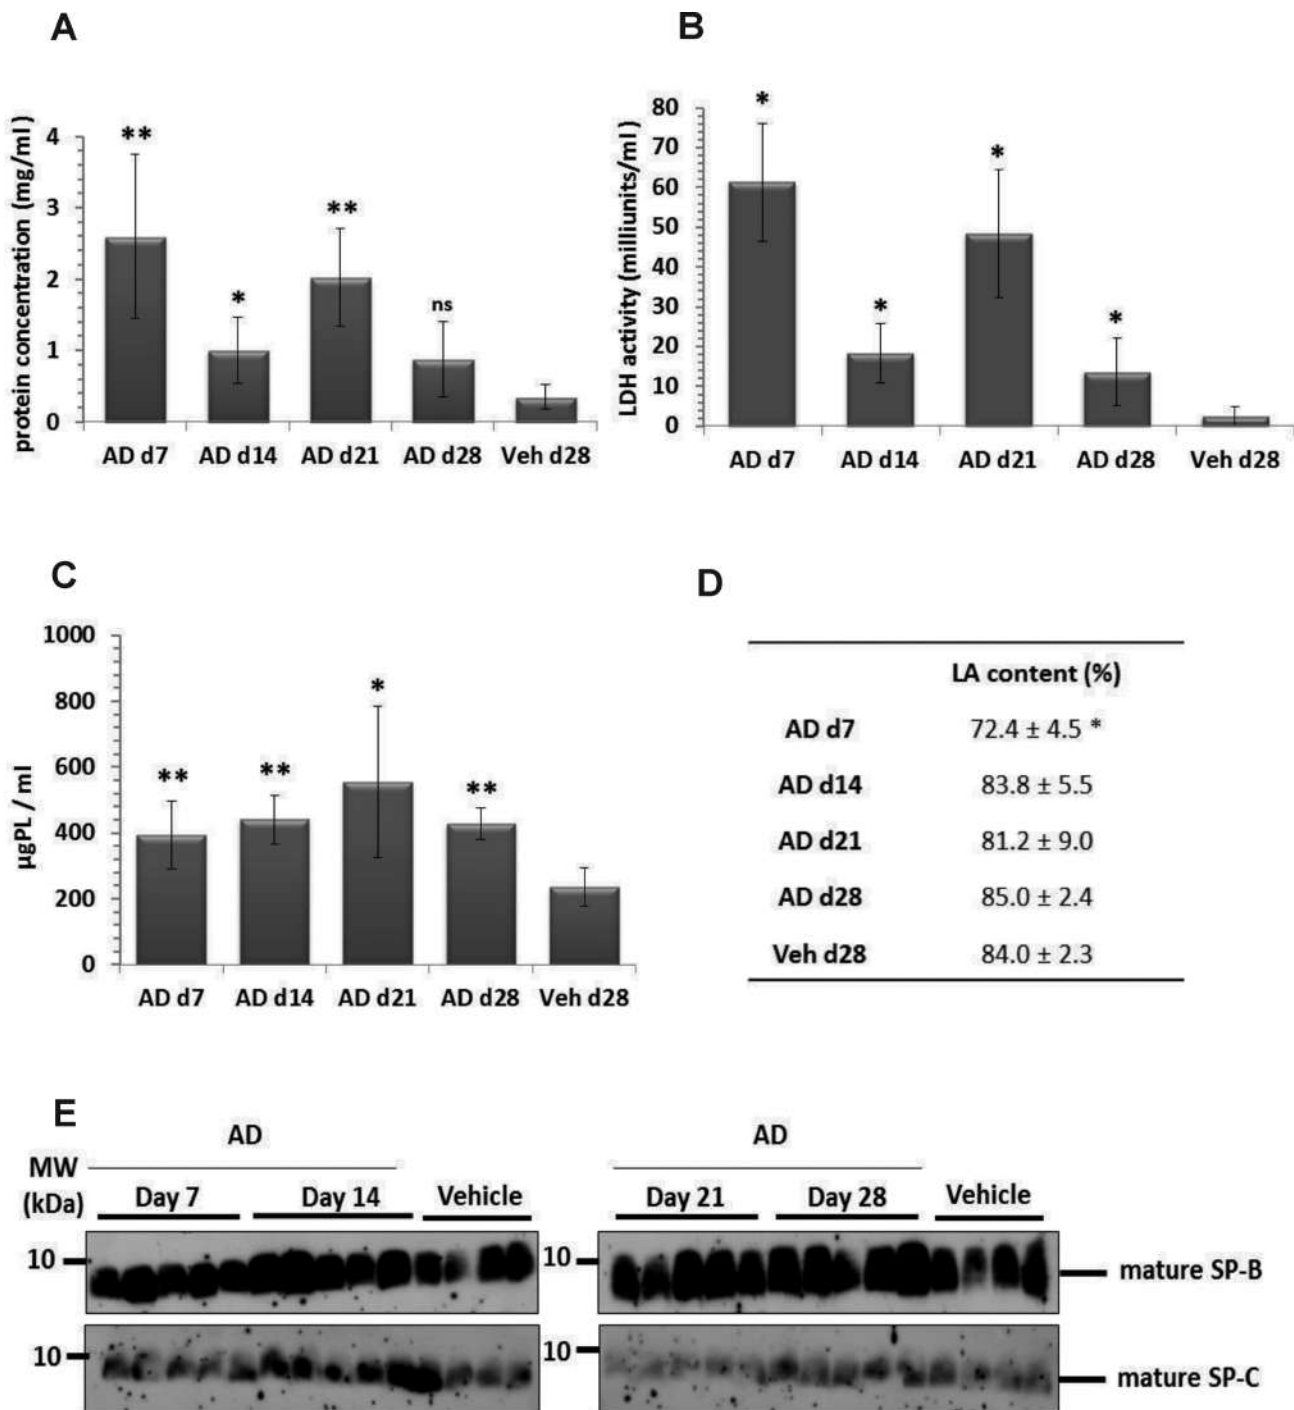 A
protein concentration (mg/ml)
4
3
2
1
0
**
*
**
ns
AD d7 AD d14 AD d21 AD d28 Veh d28
B
LDH activity (milliunits/ml )
80
70
60
50
40
30
20
10
0
*
*
*
*
AD d7 AD d14 AD d21 AD d28 Veh d28
C
µgPL / ml
1000
800
600
400
200
0
**
**
*
**
AD d7 AD d14 AD d21 AD d28 Veh d28
D
LA content (%)
AD d7 72.4 ± 4.5 *
AD d14 83.8 ± 5.5
AD d21 81.2 ± 9.0
AD d28 85.0 ± 2.4
Veh d28 84.0 ± 2.3
E
AD AD
MW
(kDa)
Day 7 Day 14 Vehicle Day 21 Day 28 Vehicle
10 10 mature SP-B
10 10 mature SP-C